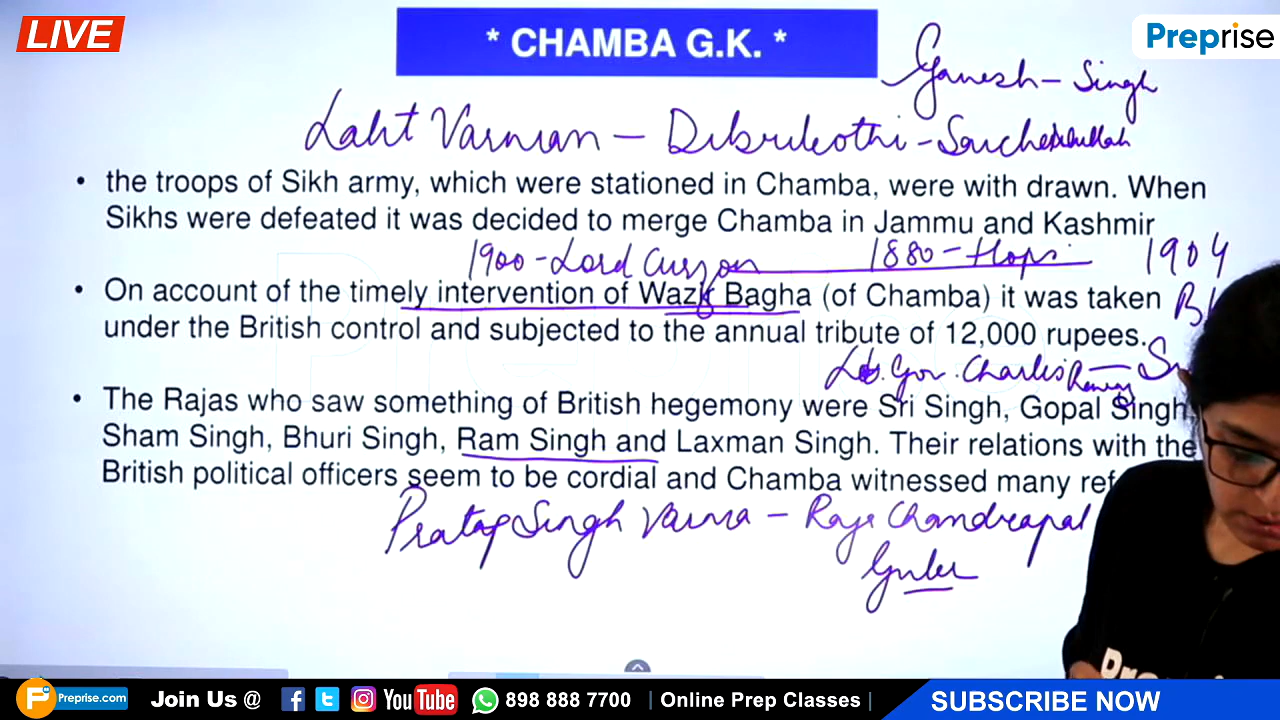 LIVE
* CHAMBA G.K. *
Preprise
Ganesh - Singh
Varman -
• the troops of Sikh army, which were stationed in Chamba, were with drawn. When
Sikhs were defeated it was decided to merge Chamba in Jammu and Kashmir
1900 - Lord Curzon 1880 - Hops 1904
• On account of the timely intervention of Wazir Bagha (of Chamba) it was taken
under the British control and subjected to the annual tribute of 12,000 rupees.
Gov. Charles
• The Rajas who saw something of British hegemony were Sri Singh, Gopal Singh,
Sham Singh, Bhuri Singh, Ram Singh and Laxman Singh. Their relations with the
British political officers seem to be cordial and Chamba witnessed many ref
Pratap Singh Varma - Raja Chandrapal
Guler
P Preprise.com Join Us @ YouTube 898 888 7700 | Online Prep Classes | SUBSCRIBE NOW